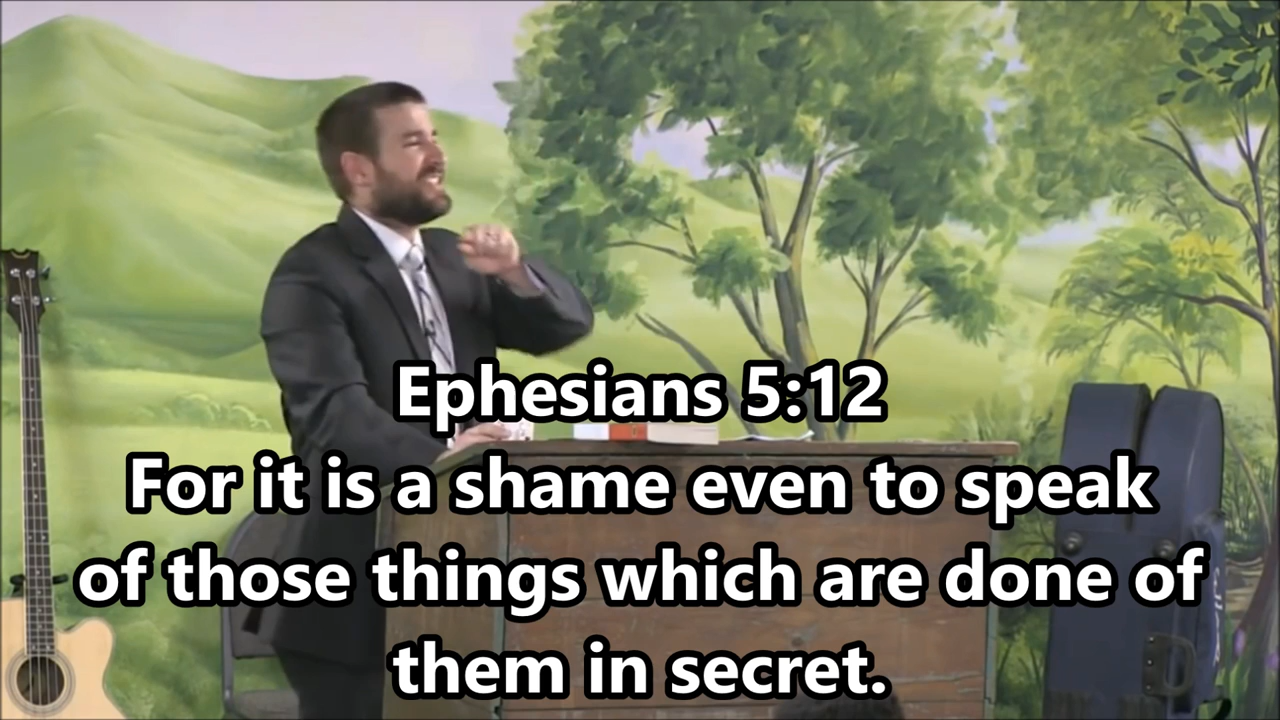 Ephesians 5:12
For it is a shame even to speak
of those things which are done of
them in secret.